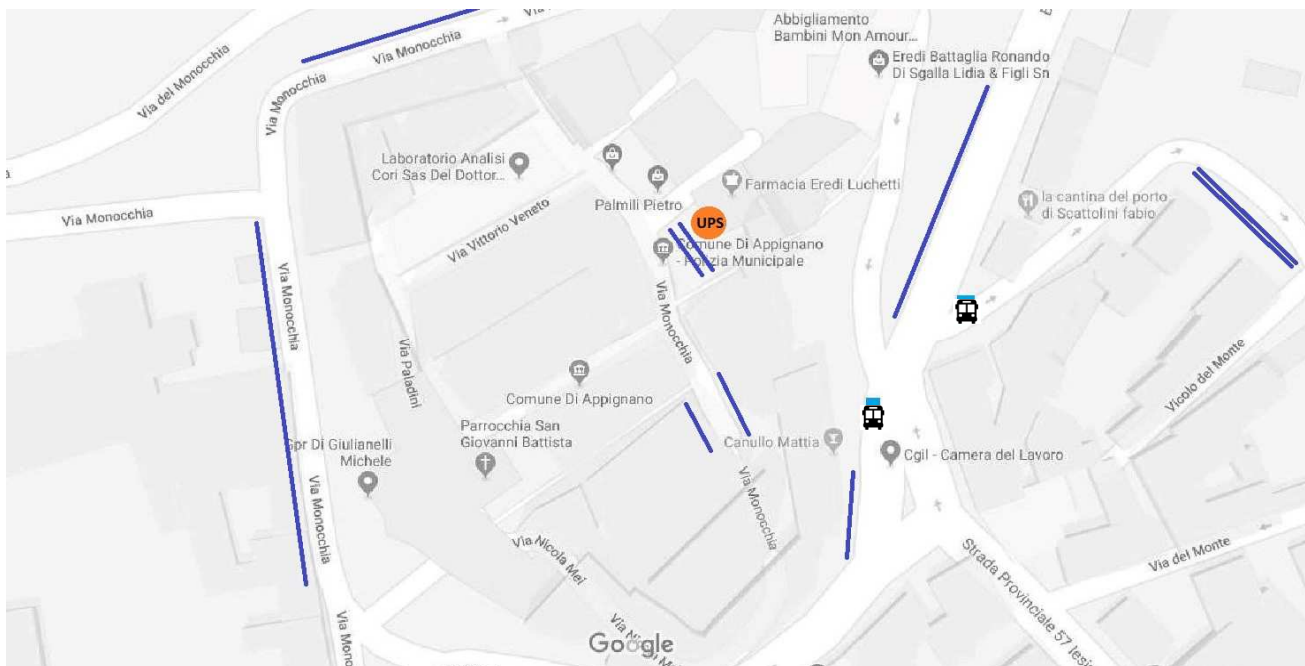 Via Monocchia
Abbigliamento
Bambini Mon Amour...
Via Monocchia
Eredi Battaglia Ronando
Di Sgalla Lidia & Figli Sn
Via del Monocchia
Via Monocchia
Laboratorio Analisi
Cori Sas Del Dottor...
Farmacia Eredi Luchetti
Palmili Pietro
la cantina del porto
di Scattolini fabio
Via Monocchia
Via Vittorio Veneto
UPS
Comune Di Appignano
- Polizia Municipale
Via Monocchia
Via Monocchia
Via Paladini
Vicolo del Monte
Comune Di Appignano
Parrocchia San
Giovanni Battista
Spr Di Giulianelli
Michele
Canullo Mattia
Cgil - Camera del Lavoro
Via Monocchia
Via Monocchia
Via Nicola Mei
Via del Monte
Strada Provinciale 57 Iesi
Via Mono
Google